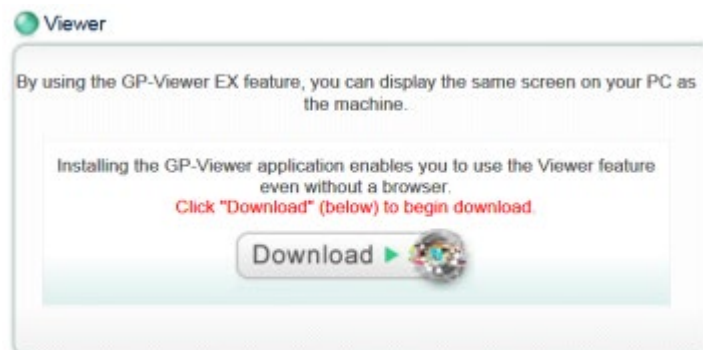 Viewer
By using the GP-Viewer EX feature, you can display the same screen on your PC as
the machine.
Installing the GP-Viewer application enables you to use the Viewer feature
even without a browser.
Click "Download" (below) to begin download.
Download